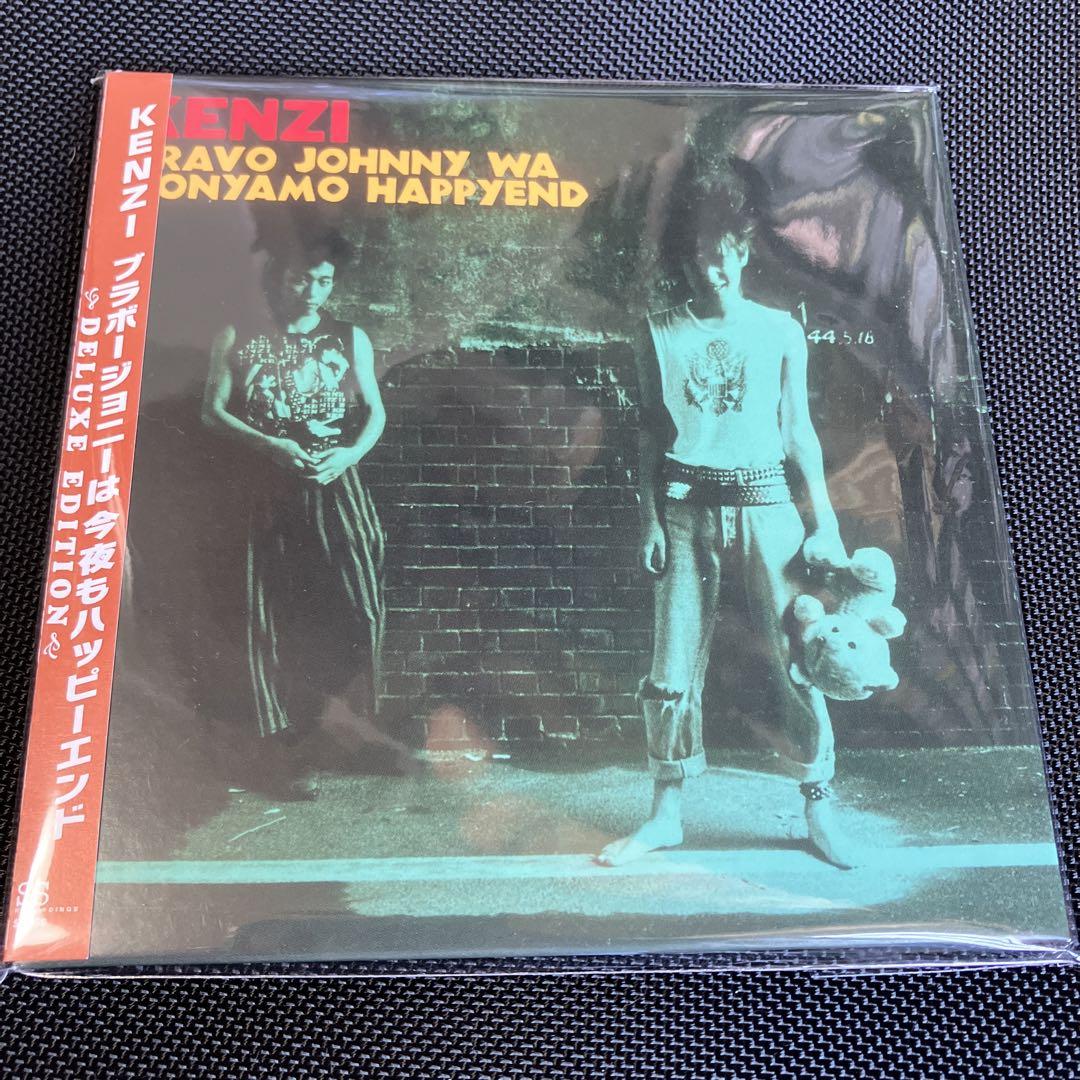 KENZI ブラボージョニーは今夜もハッピーエンド
DELUXE EDITION
KENZI
RAVO JOHNNY WA
ONYAMO HAPPYEND
44.5.18
SS